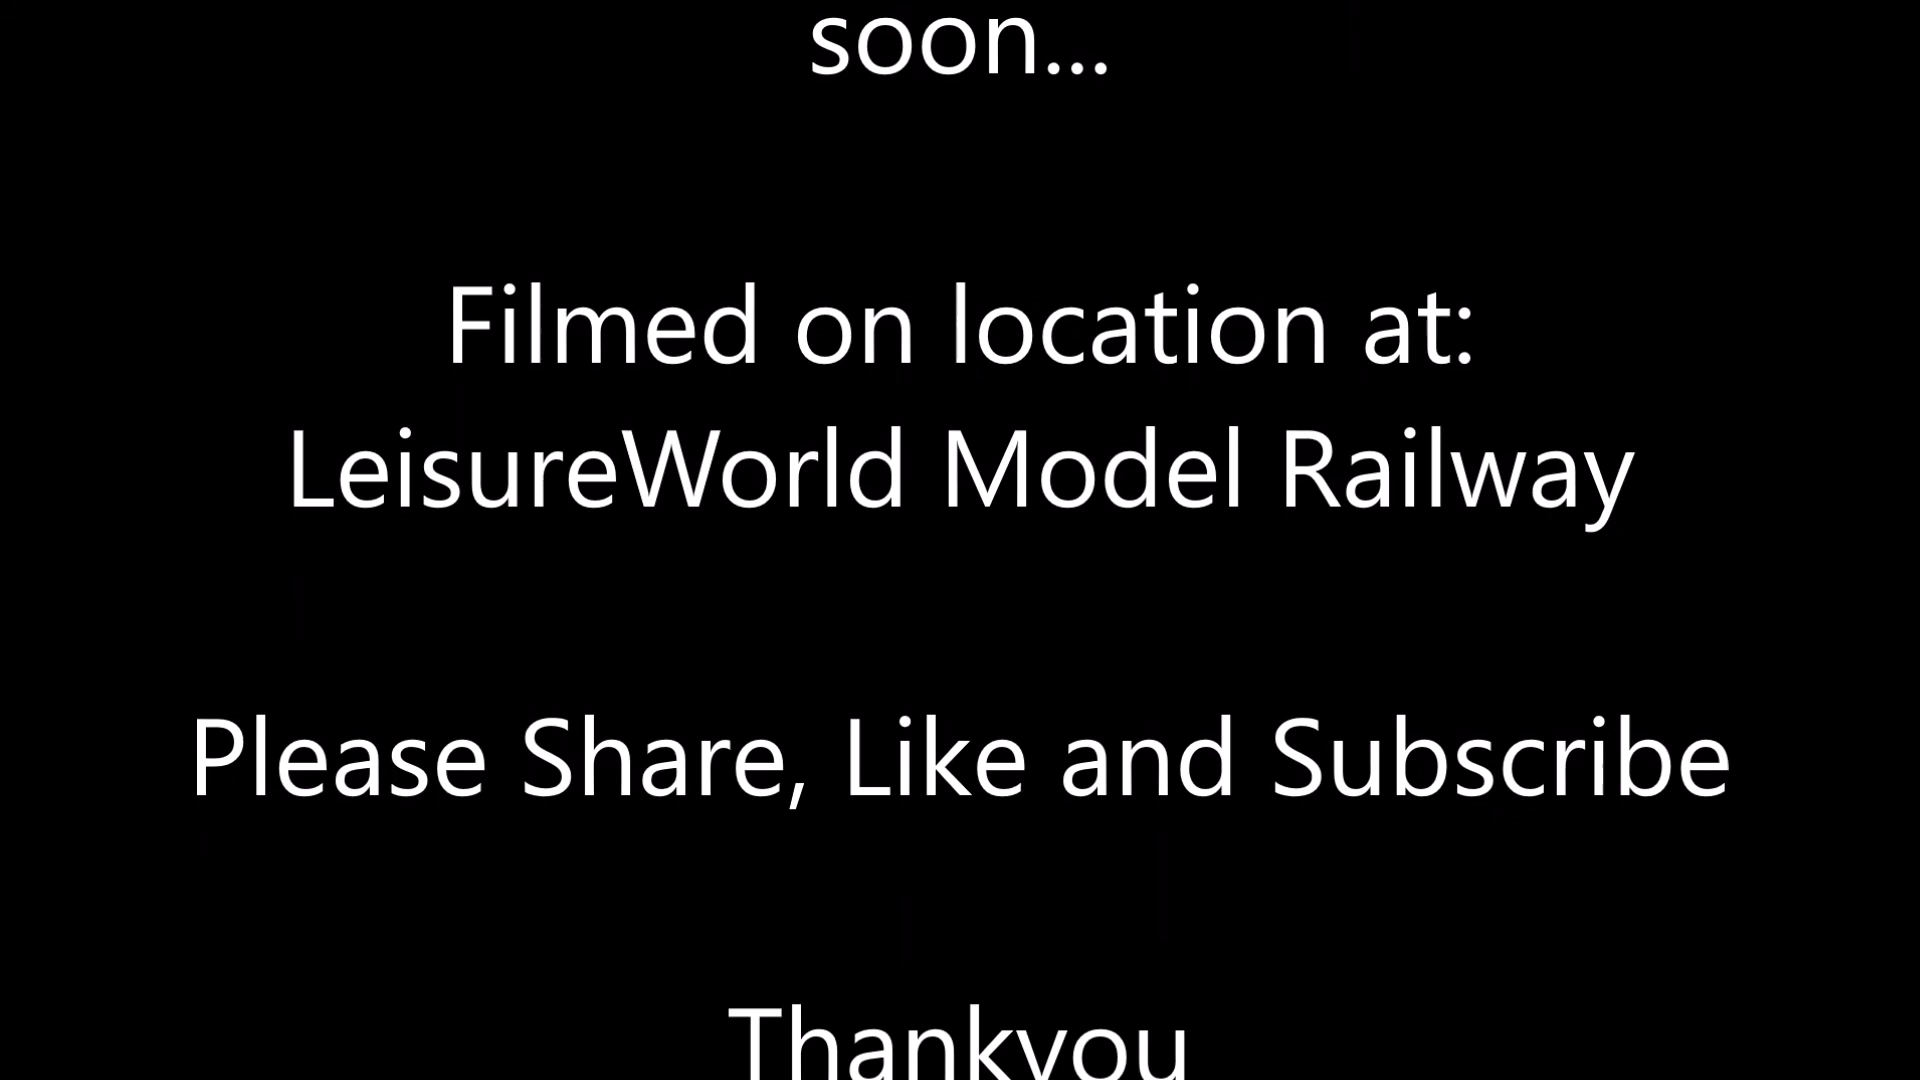 soon...
Filmed on location at:
LeisureWorld Model Railway
Please Share, Like and Subscribe
Thankyou